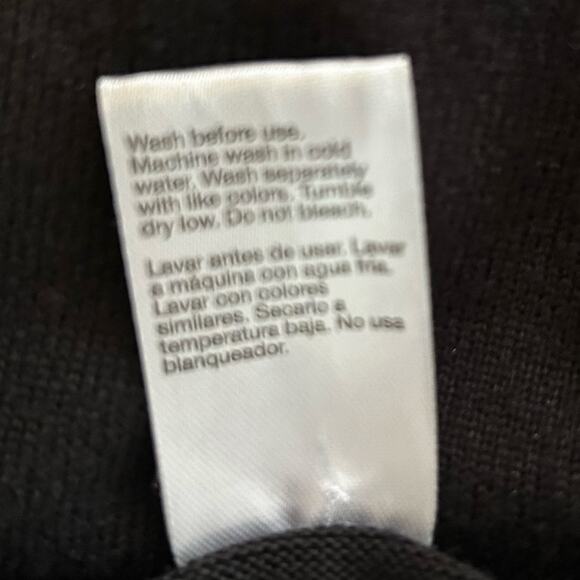 Wash before use.
Machine wash in cold
water. Wash separately
with like colors. Tumble
dry low. Do not bleach.
Lavar antes de usar. Lavar
a máquina con agua fría.
Lavar con colores
similares. Secarlo a
temperatura baja. No use
blanqueador.